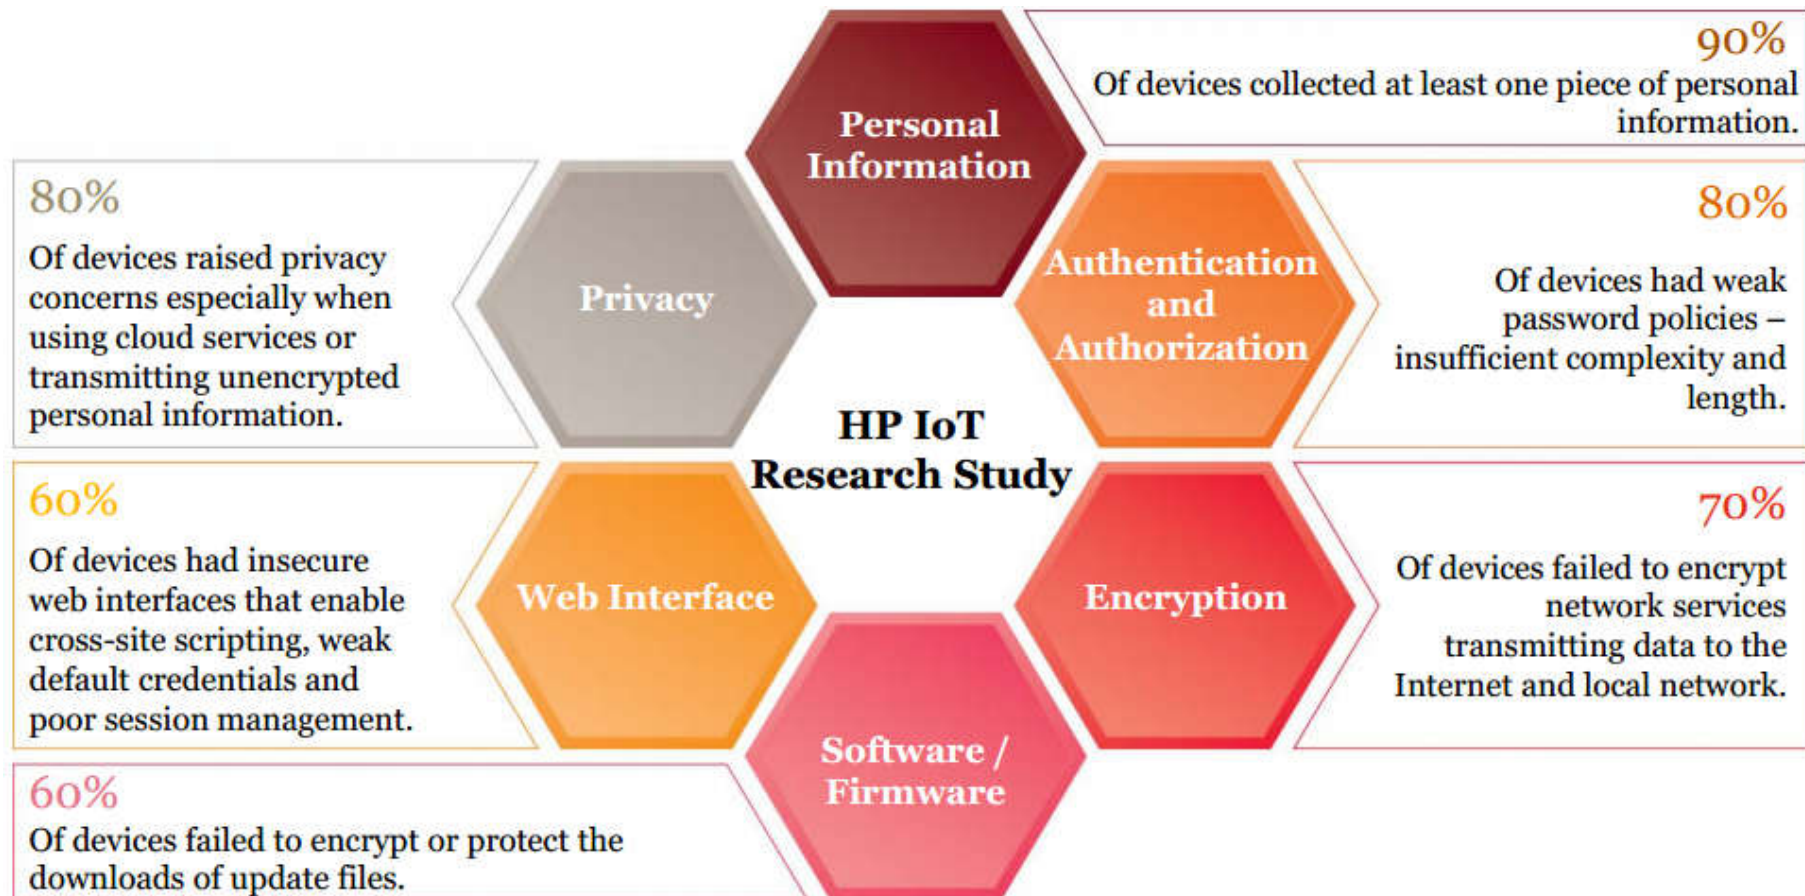 Personal
Information
90%
Of devices collected at least one piece of personal
information.
80%
Of devices raised privacy
concerns especially when
using cloud services or
transmitting unencrypted
personal information.
Privacy
Authentication
and
Authorization
80%
Of devices had weak
password policies –
insufficient complexity and
length.
HP IoT
Research Study
60%
Of devices had insecure
web interfaces that enable
cross-site scripting, weak
default credentials and
poor session management.
Web Interface
Encryption
70%
Of devices failed to encrypt
network services
transmitting data to the
Internet and local network.
Software /
Firmware
60%
Of devices failed to encrypt or protect the
downloads of update files.